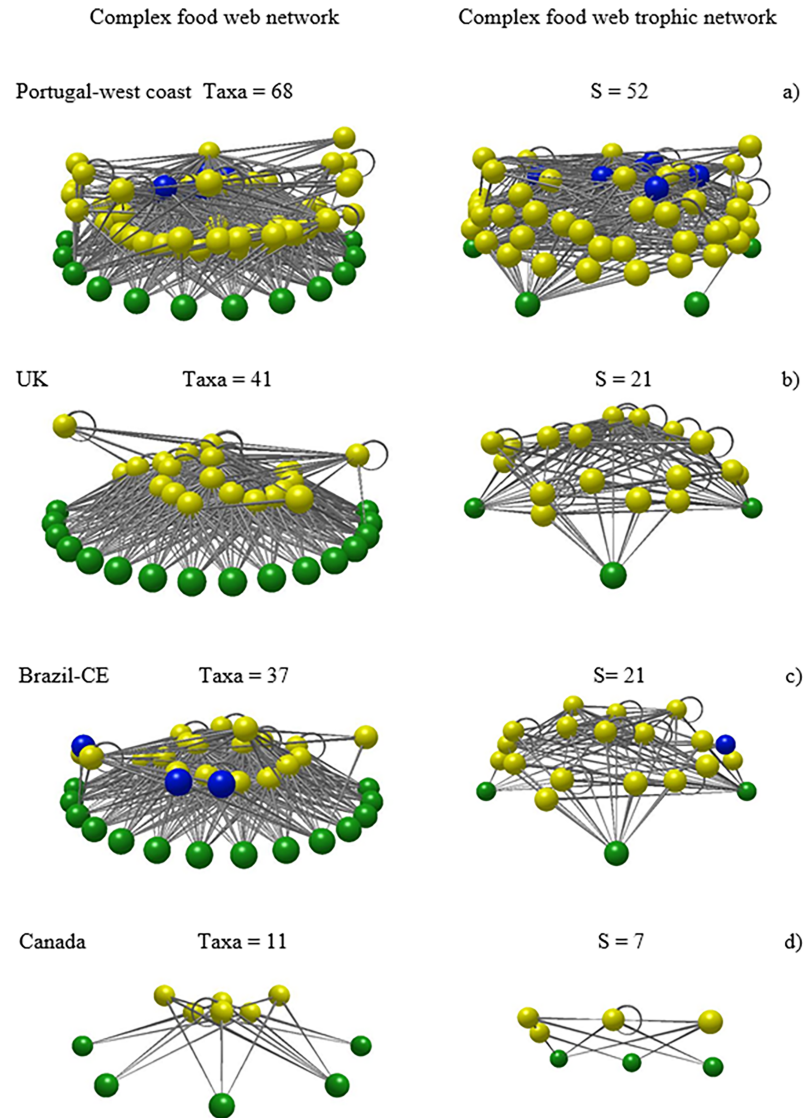 Complex food web network Complex food web trophic network
Portugal-west coast Taxa = 68 S = 52 a)
UK Taxa = 41 S = 21 b)
Brazil-CE Taxa = 37 S= 21 c)
Canada Taxa = 11 S = 7 d)